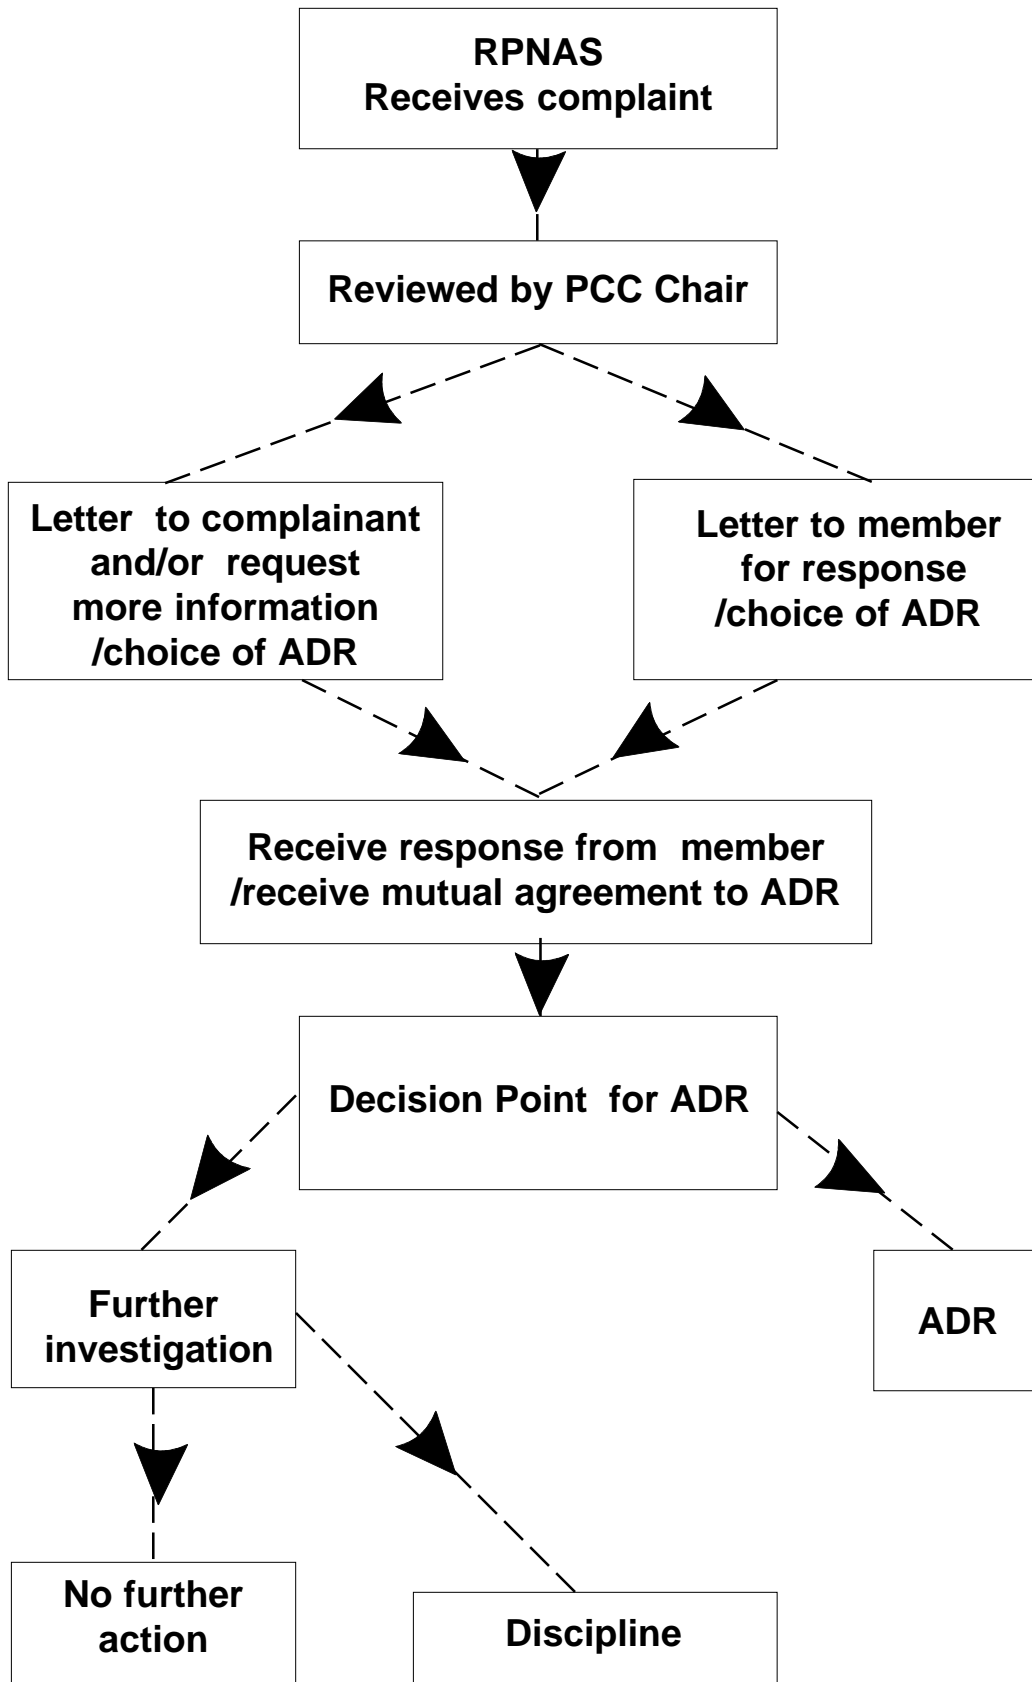 RPNAS
Receives complaint
Reviewed by PCC Chair
Letter to complainant
and/or request
more information
/choice of ADR
Letter to member
for response
/choice of ADR
Receive response from member
/receive mutual agreement to ADR
Decision Point for ADR
Further
investigation
ADR
No further
action
Discipline